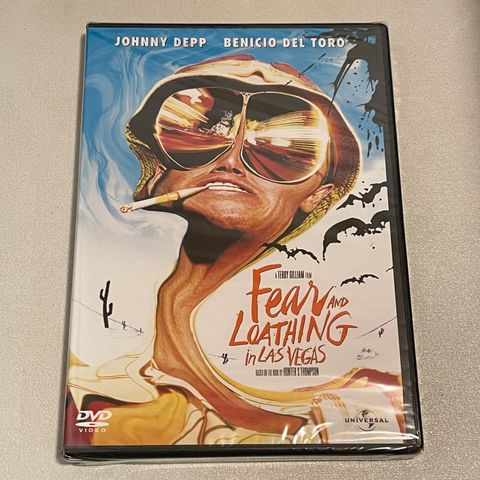 JOHNNY DEPP BENICIO DEL TORO
A TERRY GILLIAM FILM
Fear AND
LOATHING
in LAS VEGAS
BASED ON THE BOOK BY HUNTER S. THOMPSON
DVD
VIDEO
UNIVERSAL